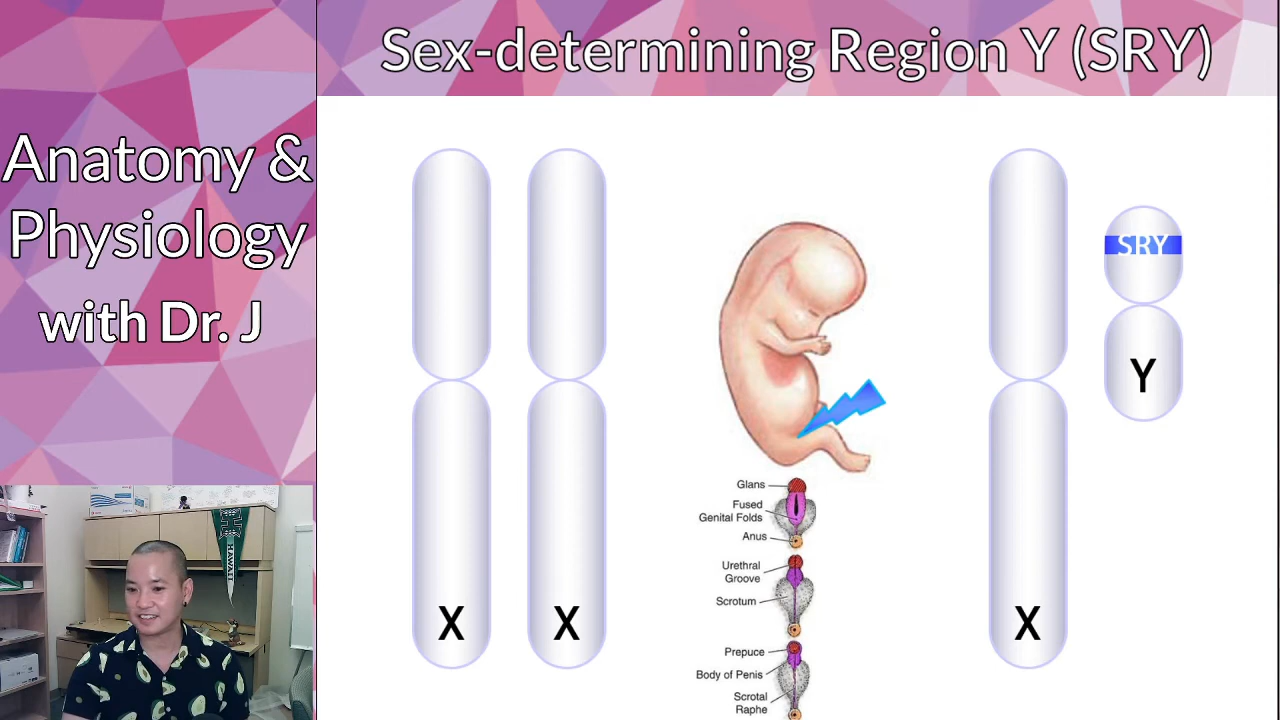 Sex-determining Region Y (SRY)
Anatomy &
Physiology
with Dr. J
SRY
Y
X
X
X
Glans
Fused
Genital Folds
Anus
Urethral
Groove
Scrotum
Prepuce
Body of Penis
Scrotal
Raphe
HAWAII